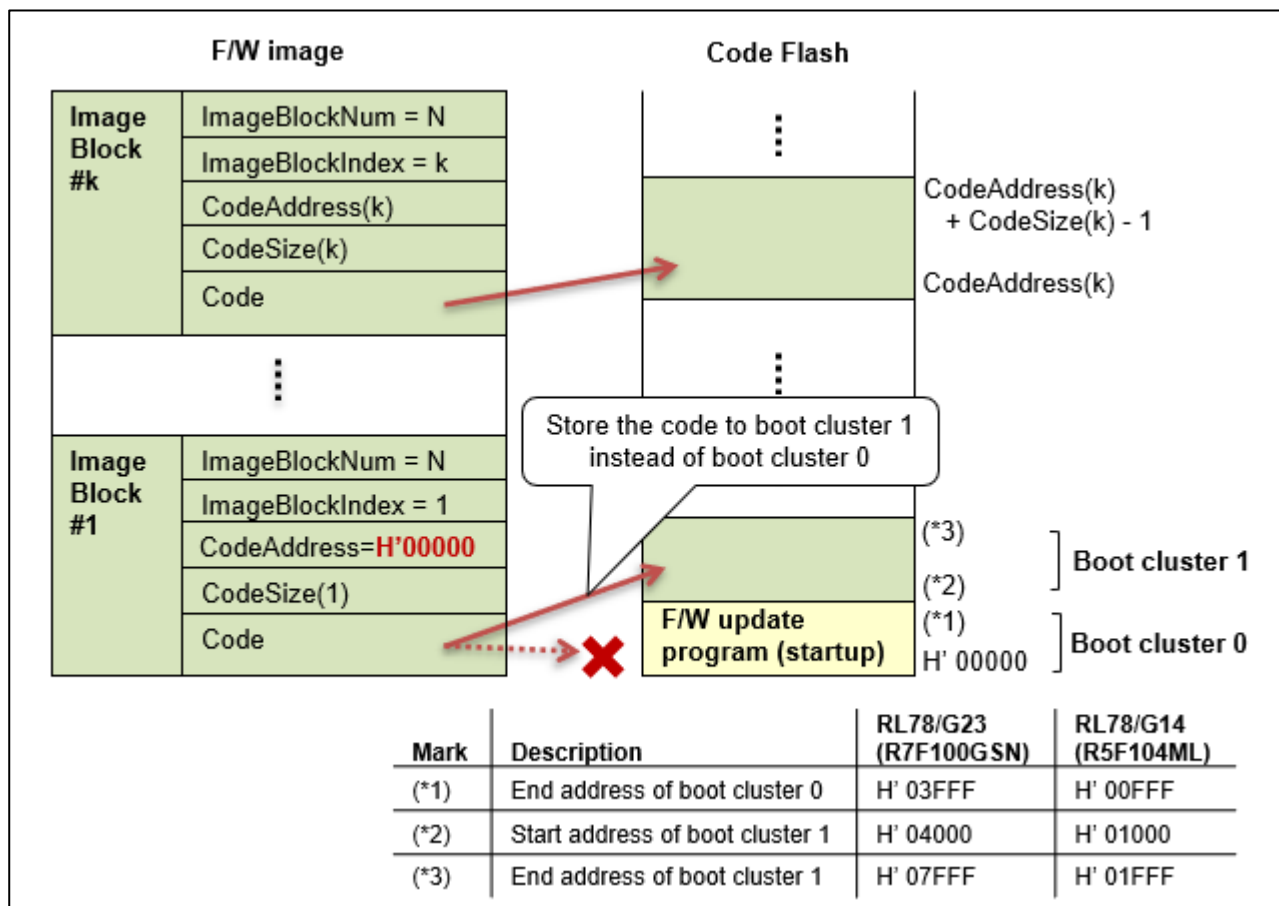 F/W image
Code Flash
Image
Block
#k
ImageBlockNum = N
ImageBlockIndex = k
CodeAddress(k)
CodeSize(k)
Code
CodeAddress(k)
+ CodeSize(k) - 1
CodeAddress(k)
Store the code to boot cluster 1
instead of boot cluster 0
Image
Block
#1
ImageBlockNum = N
ImageBlockIndex = 1
CodeAddress=H'00000
CodeSize(1)
Code
(*3)
(*2)
Boot cluster 1
F/W update
program (startup)
(*1)
H' 00000
Boot cluster 0
Mark Description RL78/G23 (R7F100GSN) RL78/G14 (R5F104ML)
(*1) End address of boot cluster 0 H' 03FFF H' 00FFF
(*2) Start address of boot cluster 1 H' 04000 H' 01000
(*3) End address of boot cluster 1 H' 07FFF H' 01FFF